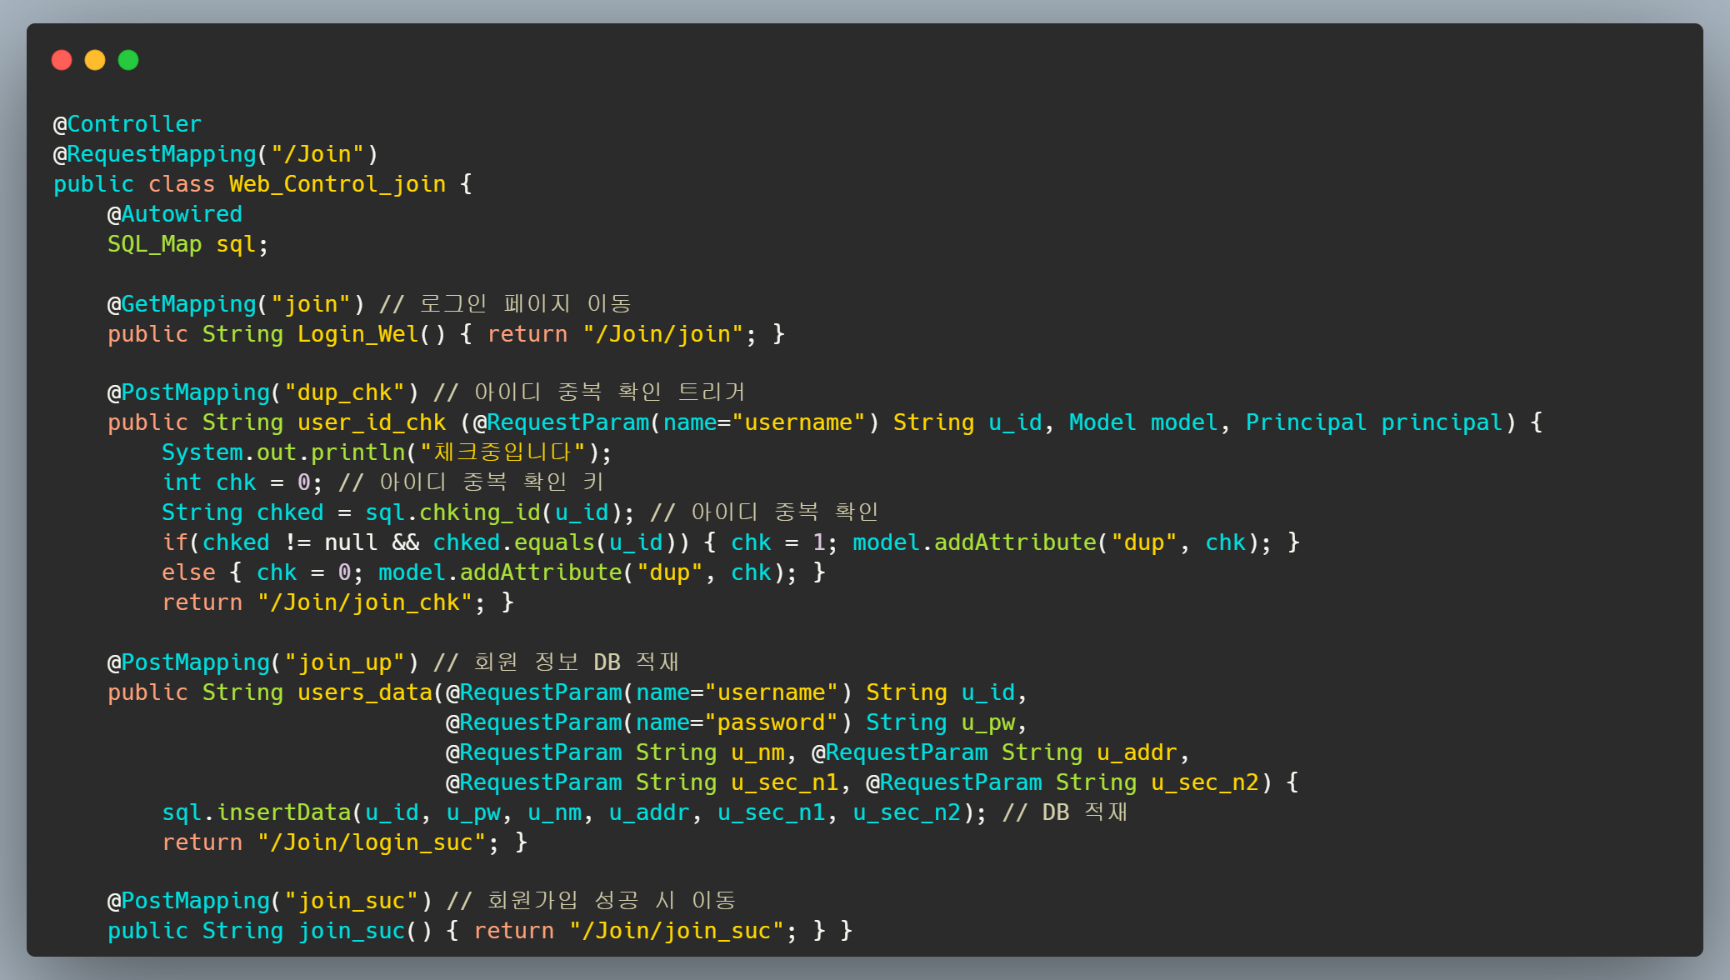 @Controller
@RequestMapping("/Join")
public class Web_Control_join {
    @Autowired
    SQL_Map sql;

    @GetMapping("join") // 로그인 페이지 이동
    public String Login_Wel() { return "/Join/join"; }

    @PostMapping("dup_chk") // 아이디 중복 확인 트리거
    public String user_id_chk (@RequestParam(name="username") String u_id, Model model, Principal principal) {
        System.out.println("체크중입니다");
        int chk = 0; // 아이디 중복 확인 키
        String chked = sql.chking_id(u_id); // 아이디 중복 확인
        if(chked != null && chked.equals(u_id)) { chk = 1; model.addAttribute("dup", chk); }
        else { chk = 0; model.addAttribute("dup", chk); }
        return "/Join/join_chk"; }

    @PostMapping("join_up") // 회원 정보 DB 적재
    public String users_data(@RequestParam(name="username") String u_id,
                             @RequestParam(name="password") String u_pw,
                             @RequestParam String u_nm, @RequestParam String u_addr,
                             @RequestParam String u_sec_n1, @RequestParam String u_sec_n2) {
        sql.insertData(u_id, u_pw, u_nm, u_addr, u_sec_n1, u_sec_n2); // DB 적재
        return "/Join/login_suc"; }

    @PostMapping("join_suc") // 회원가입 성공 시 이동
    public String join_suc() { return "/Join/join_suc"; } }